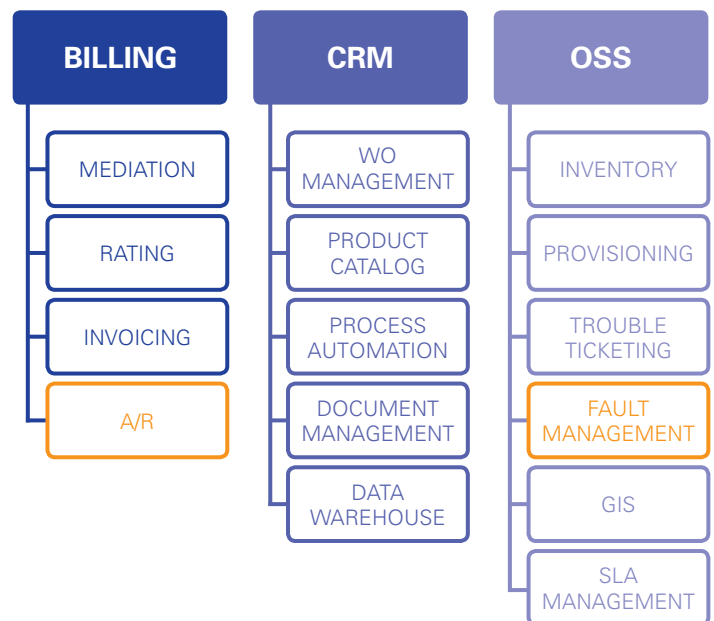 BILLING
MEDIATION
RATING
INVOICING
A/R
CRM
WO
MANAGEMENT
PRODUCT
CATALOG
PROCESS
AUTOMATION
DOCUMENT
MANAGEMENT
DATA
WAREHOUSE
OSS
INVENTORY
PROVISIONING
TROUBLE
TICKETING
FAULT
MANAGEMENT
GIS
SLA
MANAGEMENT